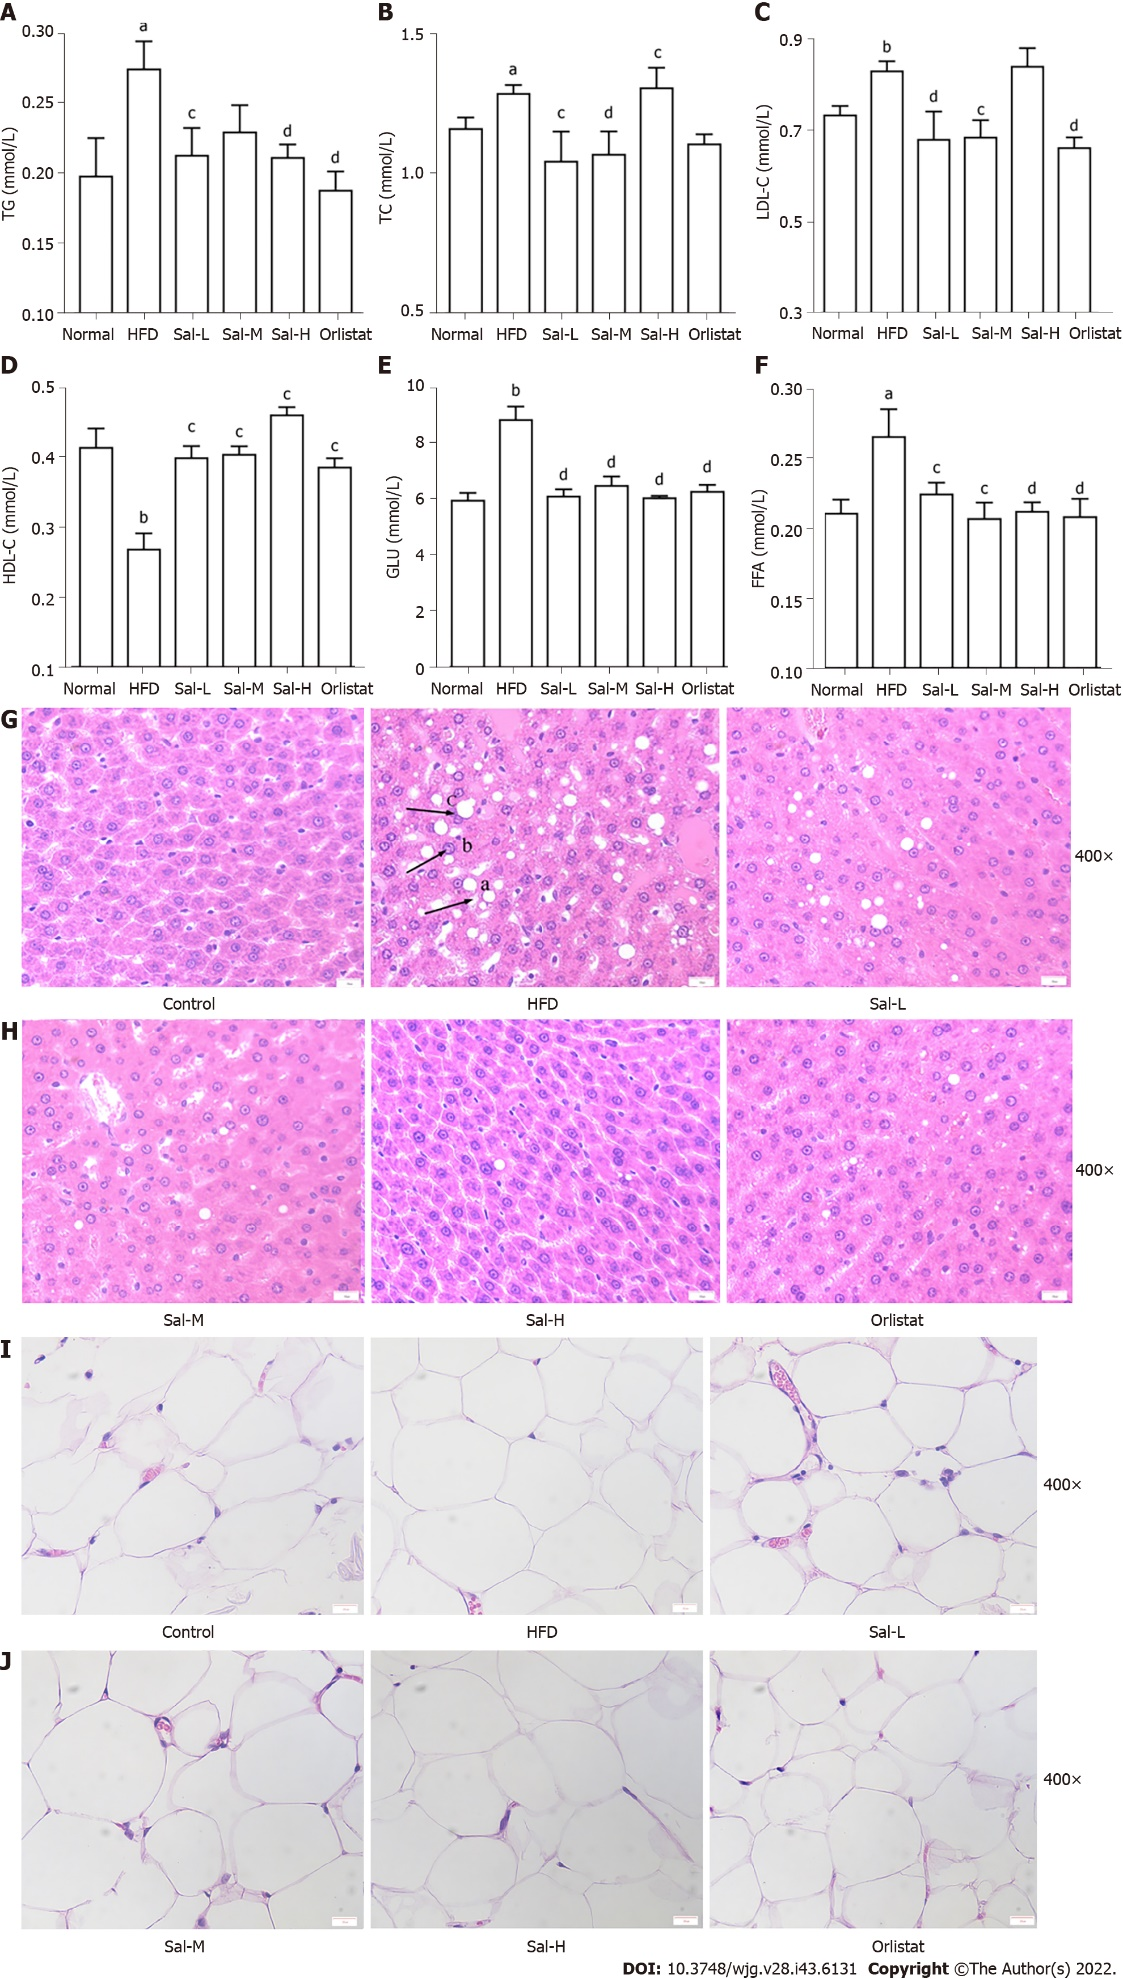 A
B
C
TG (mmol/L)
0.30
0.25
0.20
0.15
0.10
a
c
d
d
Normal HFD Sal-L Sal-M Sal-H Orlistat
TC (mmol/L)
1.5
1.0
0.5
a
c
d
c
Normal HFD Sal-L Sal-M Sal-H Orlistat
LDL-C (mmol/L)
0.9
0.7
0.5
0.3
b
d
c
d
Normal HFD Sal-L Sal-M Sal-H Orlistat
D
E
F
HDL-C (mmol/L)
0.5
0.4
0.3
0.2
0.1
b
c
c
c
c
Normal HFD Sal-L Sal-M Sal-H Orlistat
GLU (mmol/L)
10
8
6
4
2
0
b
d
d
d
d
Normal HFD Sal-L Sal-M Sal-H Orlistat
FFA (mmol/L)
0.30
0.25
0.20
0.15
0.10
a
c
c
d
d
Normal HFD Sal-L Sal-M Sal-H Orlistat
G
c
b
a
400×
Control HFD Sal-L
H
400×
Sal-M Sal-H Orlistat
I
400×
Control HFD Sal-L
J
400×
Sal-M Sal-H Orlistat
DOI: 10.3748/wjg.v28.i43.6131 Copyright ©The Author(s) 2022.